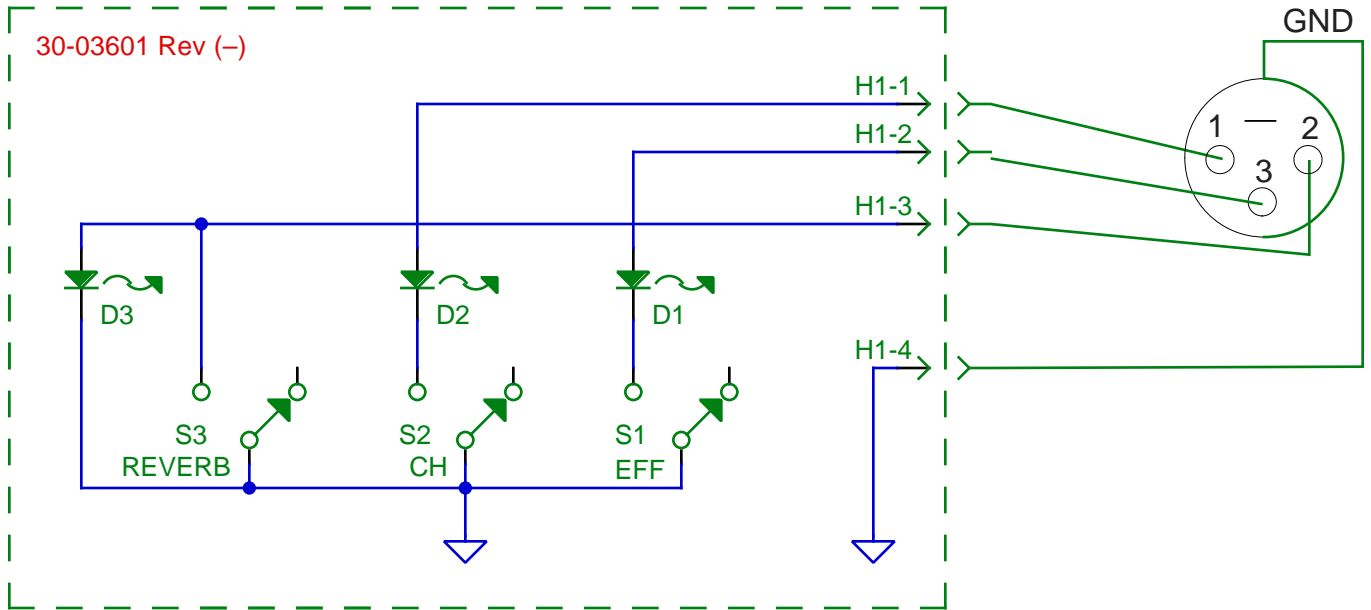 GND
30-03601 Rev (–)
H1-1
1
2
H1-2
3
H1-3
D3
D2
D1
H1-4
S3
REVERB
S2
CH
S1
EFF